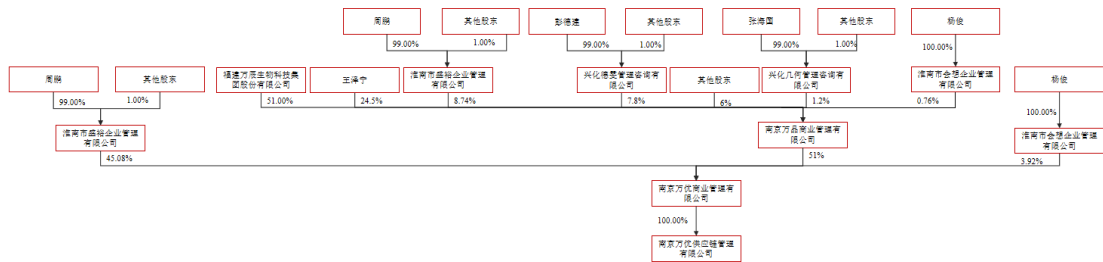 周鹏
其他股东
彭德建
其他股东
张海国
其他股东
杨俊
99.00%
1.00%
99.00%
1.00%
99.00%
1.00%
100.00%
周鹏
其他股东
福建万辰生物科技集
团股份有限公司
王泽宁
淮南市盛裕企业管理
有限公司
兴化德旻管理咨询有
限公司
其他股东
兴化几何管理咨询有
限公司
淮南市会想企业管理
有限公司
杨俊
99.00%
1.00%
51.00%
24.5%
8.74%
7.8%
6%
1.2%
0.76%
100.00%
淮南市盛裕企业管理
有限公司
南京万品商业管理有
限公司
淮南市会想企业管理
有限公司
45.08%
51%
3.92%
南京万优商业管理有
限公司
100.00%
南京万优供应链管理
有限公司